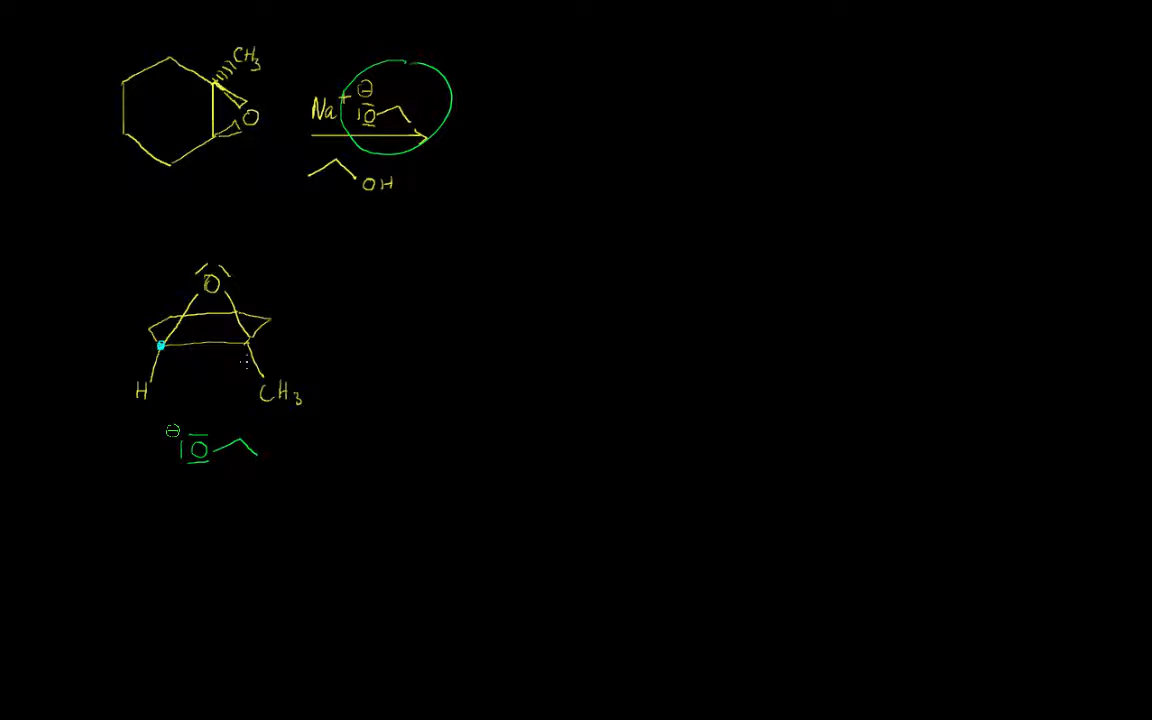 CH3
O
Na+ ⊖ |O
OH
O
H
CH3
⊖ |O